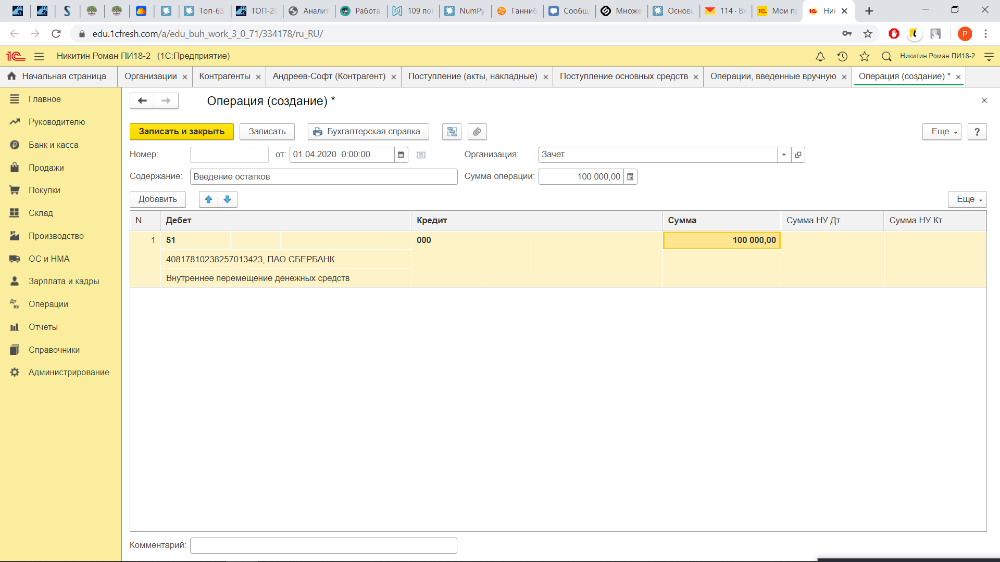 Топ-65
ТОП-20
Аналит
Работа
109 по
NumPy
Ганниб
Сообщ
Множе
Основ
114 · Вх
Мои п
Ник
edu.1cfresh.com/a/edu_buh_work_3_0_71/334178/ru_RU/
P
Никитин Роман ПИ18-2 (1С:Предприятие)
Никитин Роман ПИ18-2
Начальная страница
Организации
Контрагенты
Андреев-Софт (Контрагент)
Поступление (акты, накладные)
Поступление основных средств
Операции, введенные вручную
Операция (создание) *
Главное
Руководителю
Банк и касса
Продажи
Покупки
Склад
Производство
ОС и НМА
Зарплата и кадры
Операции
Отчеты
Справочники
Администрирование
Операция (создание) *
Записать и закрыть
Записать
Бухгалтерская справка
Еще
?
Номер:
от: 01.04.2020 0:00:00
Организация: Зачет
Содержание: Введение остатков
Сумма операции: 100 000,00
Добавить
Еще
N Дебет Кредит Сумма Сумма НУ Дт Сумма НУ Кт
1 51 000 100 000,00
40817810238257013423, ПАО СБЕРБАНК
Внутреннее перемещение денежных средств
Комментарий: